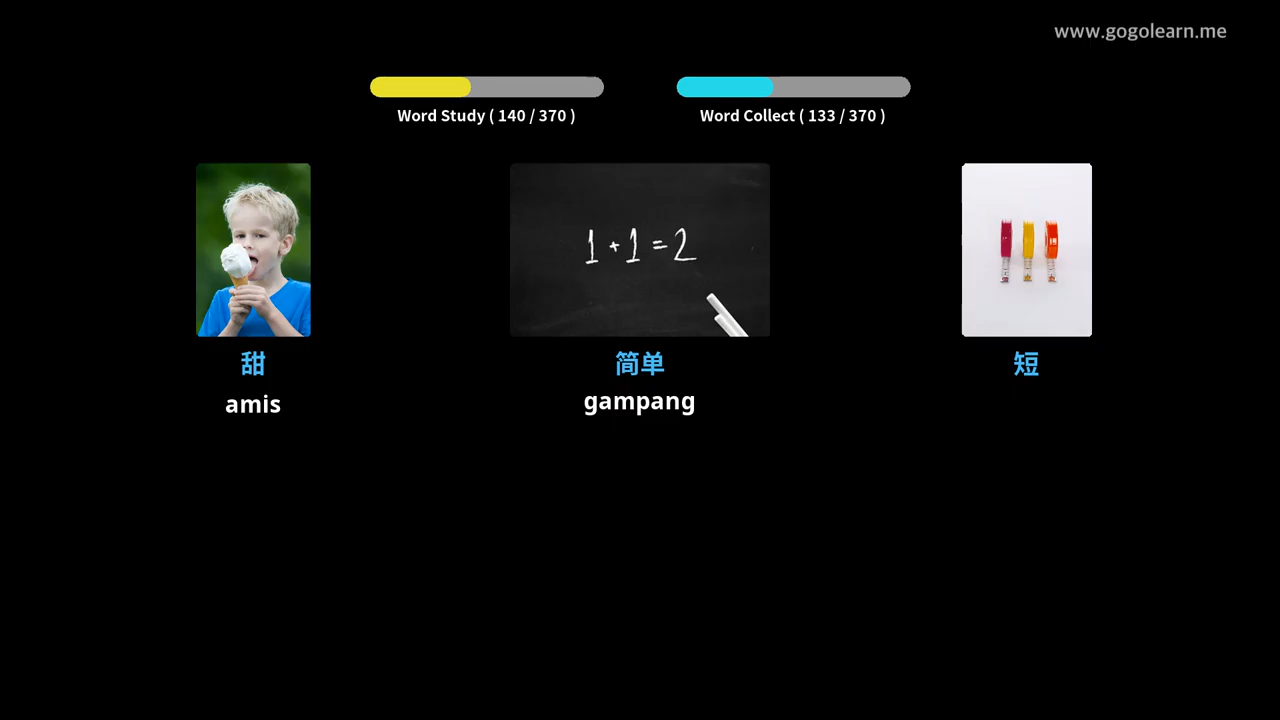 www.gogolearn.me
Word Study ( 140 / 370 )
Word Collect ( 133 / 370 )
1+1=2
甜
简单
短
amis
gampang